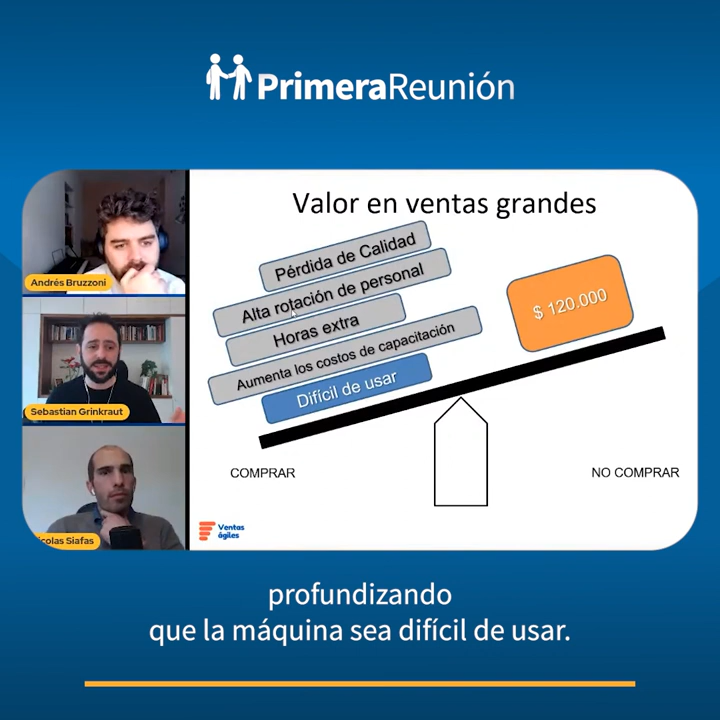 PrimeraReunión
Valor en ventas grandes
Pérdida de Calidad
Alta rotación de personal
Horas extra
Aumenta los costos de capacitación
Difícil de usar
$ 120.000
COMPRAR
NO COMPRAR
Ventas
ágiles
Andrés Bruzzoni
Sebastian Grinkraut
icolas Siafas
profundizando
que la máquina sea difícil de usar.